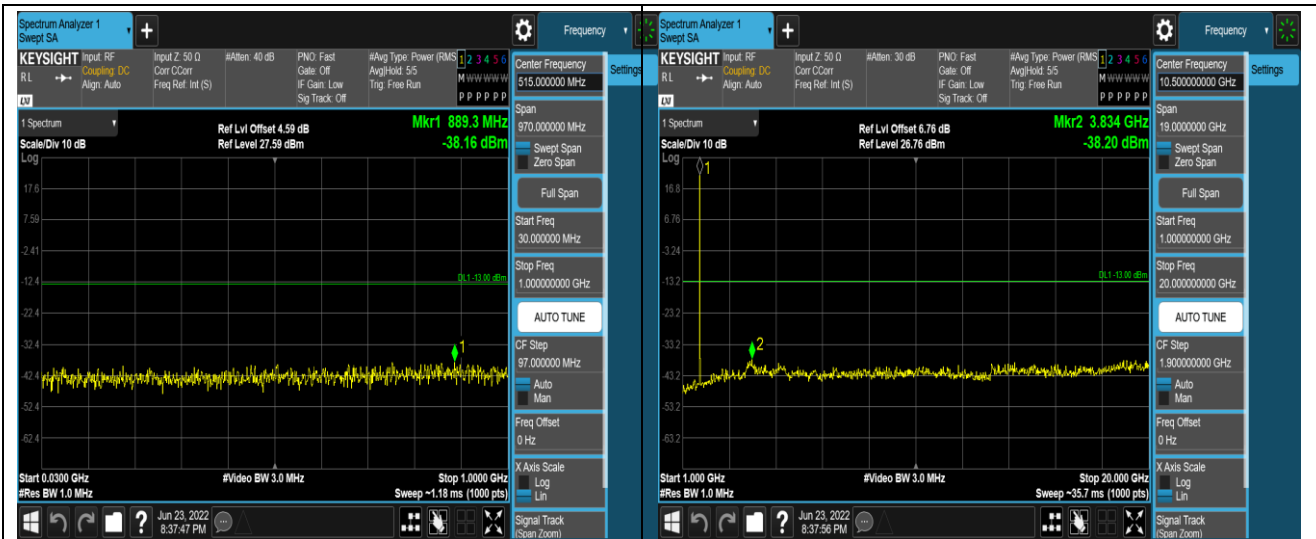 Spectrum Analyzer 1
Swept SA
+
Frequency
KEYSIGHT
RL
LXI
Input: RF
Coupling: DC
Align: Auto
Input Z: 50 Ω
Corr CCorr
Freq Ref: Int (S)
#Atten: 40 dB
PNO: Fast
Gate: Off
IF Gain: Low
Sig Track: Off
#Avg Type: Power (RMS
Avg|Hold: 5/5
Trig: Free Run
1 2 3 4 5 6
M W W W W W
P P P P P P
1 Spectrum
Scale/Div 10 dB
Log
Ref Lvl Offset 4.59 dB
Ref Level 27.59 dBm
Mkr1 889.3 MHz
-38.16 dBm
17.6
7.59
-2.41
-12.4
-22.4
-32.4
-42.4
-52.4
-62.4
DL1 -13.00 dBm
1
Start 0.0300 GHz
#Res BW 1.0 MHz
#Video BW 3.0 MHz
Stop 1.0000 GHz
Sweep ~1.18 ms (1000 pts)
Center Frequency
515.000000 MHz
Span
970.000000 MHz
Swept Span
Zero Span
Full Span
Start Freq
30.000000 MHz
Stop Freq
1.000000000 GHz
AUTO TUNE
CF Step
97.000000 MHz
Auto
Man
Freq Offset
0 Hz
X Axis Scale
Log
Lin
Signal Track
(Span Zoom)
Settings
?
Jun 23, 2022
8:37:47 PM
Spectrum Analyzer 1
Swept SA
+
Frequency
KEYSIGHT
RL
LXI
Input: RF
Coupling: DC
Align: Auto
Input Z: 50 Ω
Corr CCorr
Freq Ref: Int (S)
#Atten: 30 dB
PNO: Fast
Gate: Off
IF Gain: Low
Sig Track: Off
#Avg Type: Power (RMS
Avg|Hold: 5/5
Trig: Free Run
1 2 3 4 5 6
M W W W W W
P P P P P P
1 Spectrum
Scale/Div 10 dB
Log
Ref Lvl Offset 6.76 dB
Ref Level 26.76 dBm
Mkr2 3.834 GHz
-38.20 dBm
1
16.8
6.76
-3.24
-13.2
-23.2
-33.2
-43.2
-53.2
-63.2
DL1 -13.00 dBm
2
Start 1.000 GHz
#Res BW 1.0 MHz
#Video BW 3.0 MHz
Stop 20.000 GHz
Sweep ~35.7 ms (1000 pts)
Center Frequency
10.500000000 GHz
Span
19.0000000 GHz
Swept Span
Zero Span
Full Span
Start Freq
1.000000000 GHz
Stop Freq
20.000000000 GHz
AUTO TUNE
CF Step
1.900000000 GHz
Auto
Man
Freq Offset
0 Hz
X Axis Scale
Log
Lin
Signal Track
(Span Zoom)
Settings
?
Jun 23, 2022
8:37:56 PM